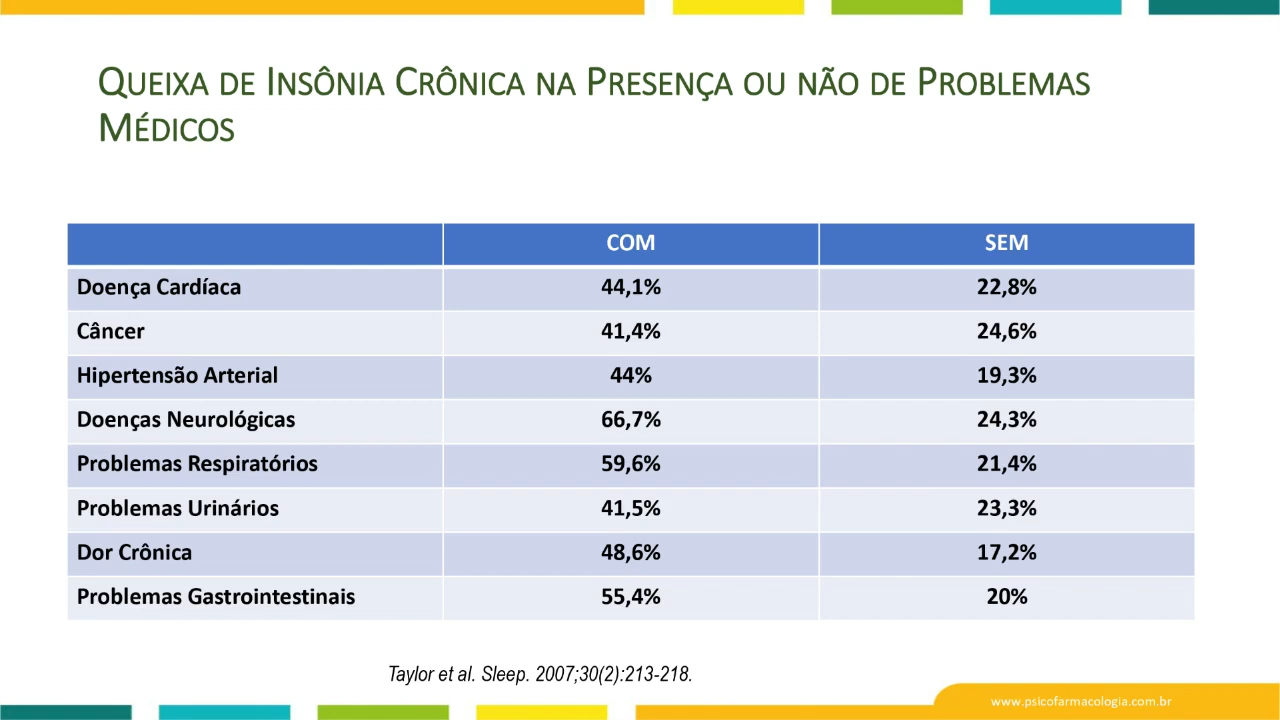 Queixa de Insônia Crônica na Presença ou não de Problemas
Médicos
COM SEM
Doença Cardíaca 44,1% 22,8%
Câncer 41,4% 24,6%
Hipertensão Arterial 44% 19,3%
Doenças Neurológicas 66,7% 24,3%
Problemas Respiratórios 59,6% 21,4%
Problemas Urinários 41,5% 23,3%
Dor Crônica 48,6% 17,2%
Problemas Gastrointestinais 55,4% 20%
Taylor et al. Sleep. 2007;30(2):213-218.
www.psicofarmacologia.com.br